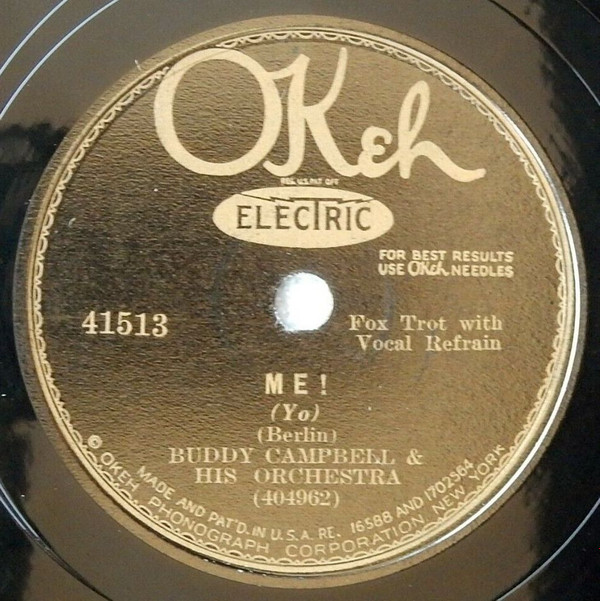 OKeh
REG. U.S. PAT. OFF.
ELECTRIC
FOR BEST RESULTS
USE OKeh NEEDLES
41513
Fox Trot with
Vocal Refrain
ME!
(Yo)
(Berlin)
BUDDY CAMPBELL &
HIS ORCHESTRA
(404962)
MADE AND PAT'D. IN U.S.A. RE. 16588 AND 1702564
OKEH PHONOGRAPH CORPORATION, NEW YORK